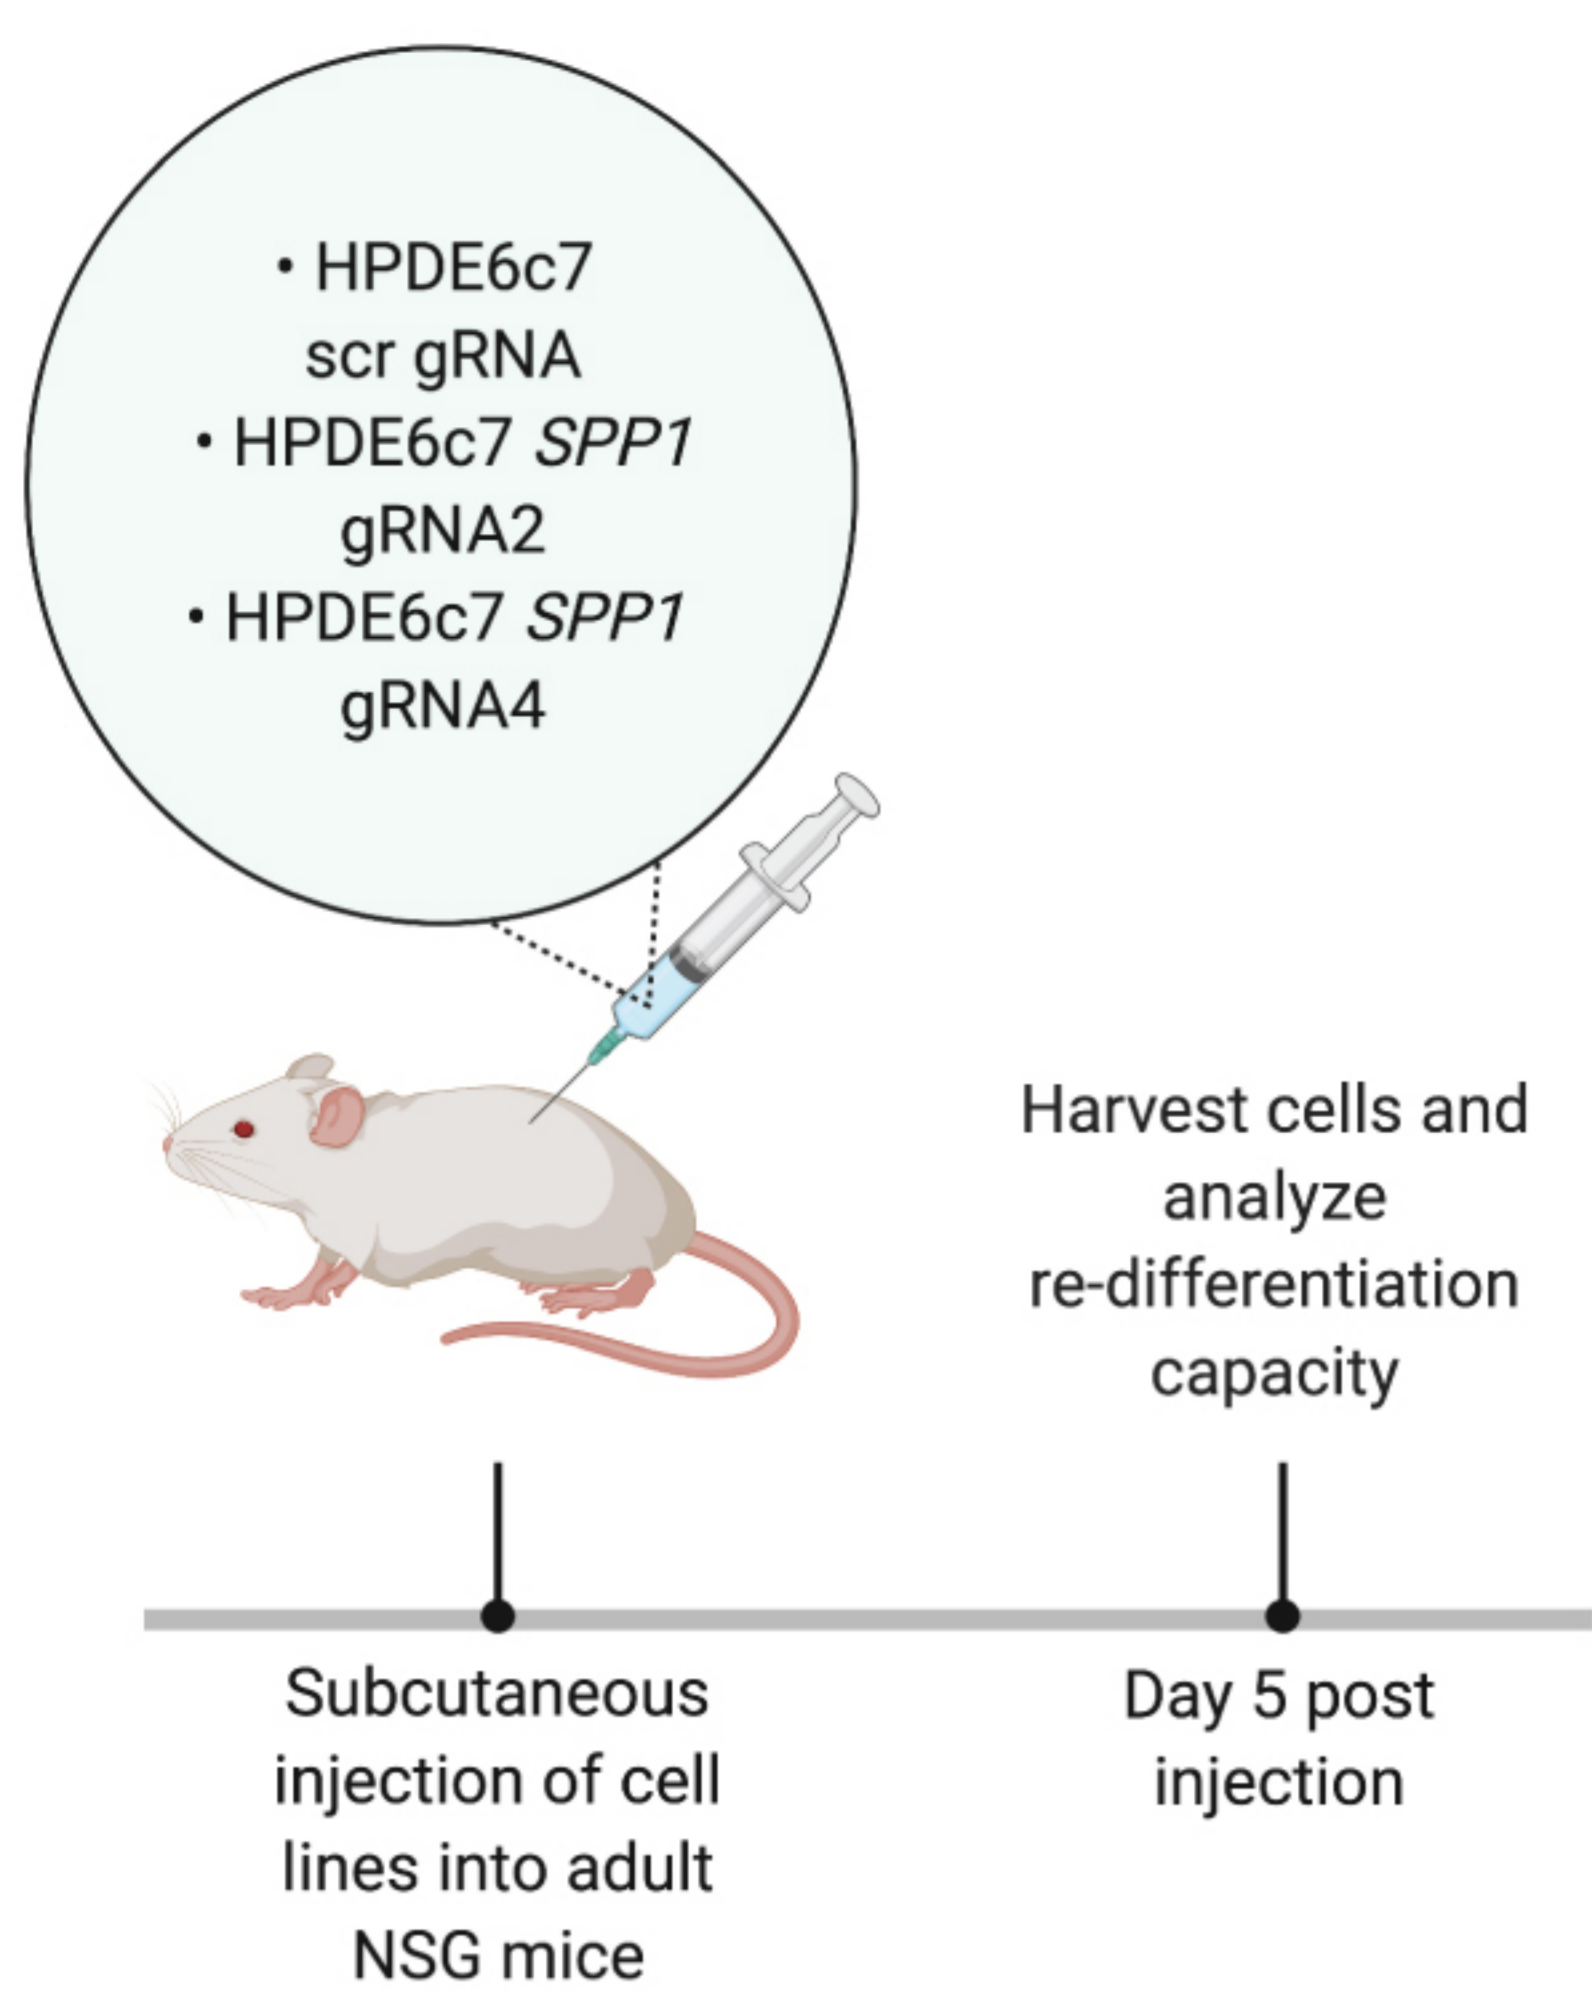 • HPDE6c7
scr gRNA
• HPDE6c7 SPP1
gRNA2
• HPDE6c7 SPP1
gRNA4
Harvest cells and
analyze
re-differentiation
capacity
Subcutaneous
injection of cell
lines into adult
NSG mice
Day 5 post
injection